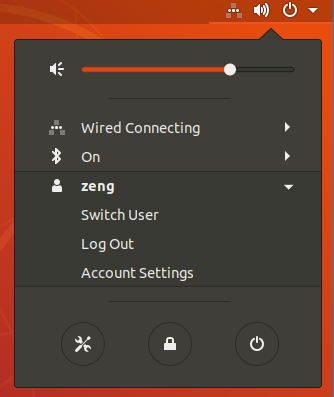 Wired Connecting
On
zeng
Switch User
Log Out
Account Settings